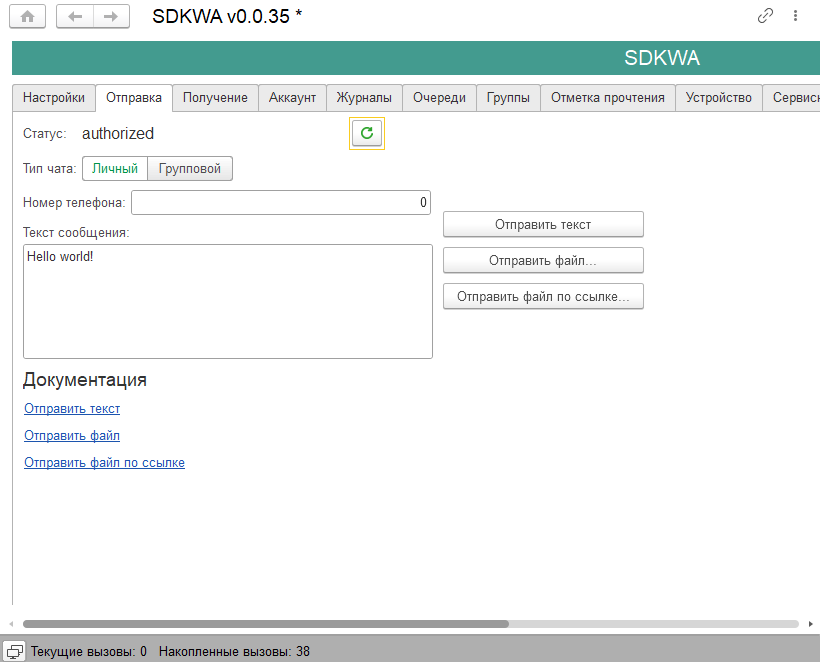 SDKWA v0.0.35 *
SDKWA
Настройки Отправка Получение Аккаунт Журналы Очереди Группы Отметка прочтения Устройство Сервисн
Статус: authorized
Тип чата: Личный Групповой
Номер телефона: 0
Отправить текст
Текст сообщения:
Hello world!
Отправить файл...
Отправить файл по ссылке...
Документация
Отправить текст
Отправить файл
Отправить файл по ссылке
Текущие вызовы: 0 Накопленные вызовы: 38